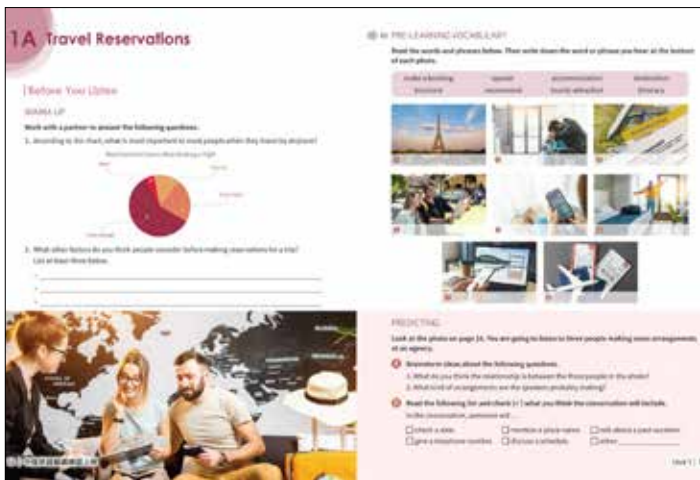 1A Travel Reservations
Before You Listen
WARM UP
Work with a partner to answer the following questions.
1. According to the chart, what is most important to most people when they travel by airplane?
2. What other factors do you think people consider before making reservations for a trip?
List at least three below.
PRE-LEARNING VOCABULARY
Read the words and phrases below. Then write down the word or phrase you hear at the bottom
of each photo.
make a booking
accommodation
destination
brochure
recommend
tourist attraction
itinerary
PREDICTING
Look at the photo on page 14. You are going to listen to three people making some arrangements
at an agency.
Brainstorm ideas about the following questions.
1. What do you think the relationship is between the three people in the photo?
2. What kind of arrangements are the speakers probably making?
Read the following list and check (✓) what you think the conversation will include.
In the conversation, someone will
check a date.
mention a place name.
talk about a past vacation.
give a telephone number.
discuss a schedule.
other:
Unit 1